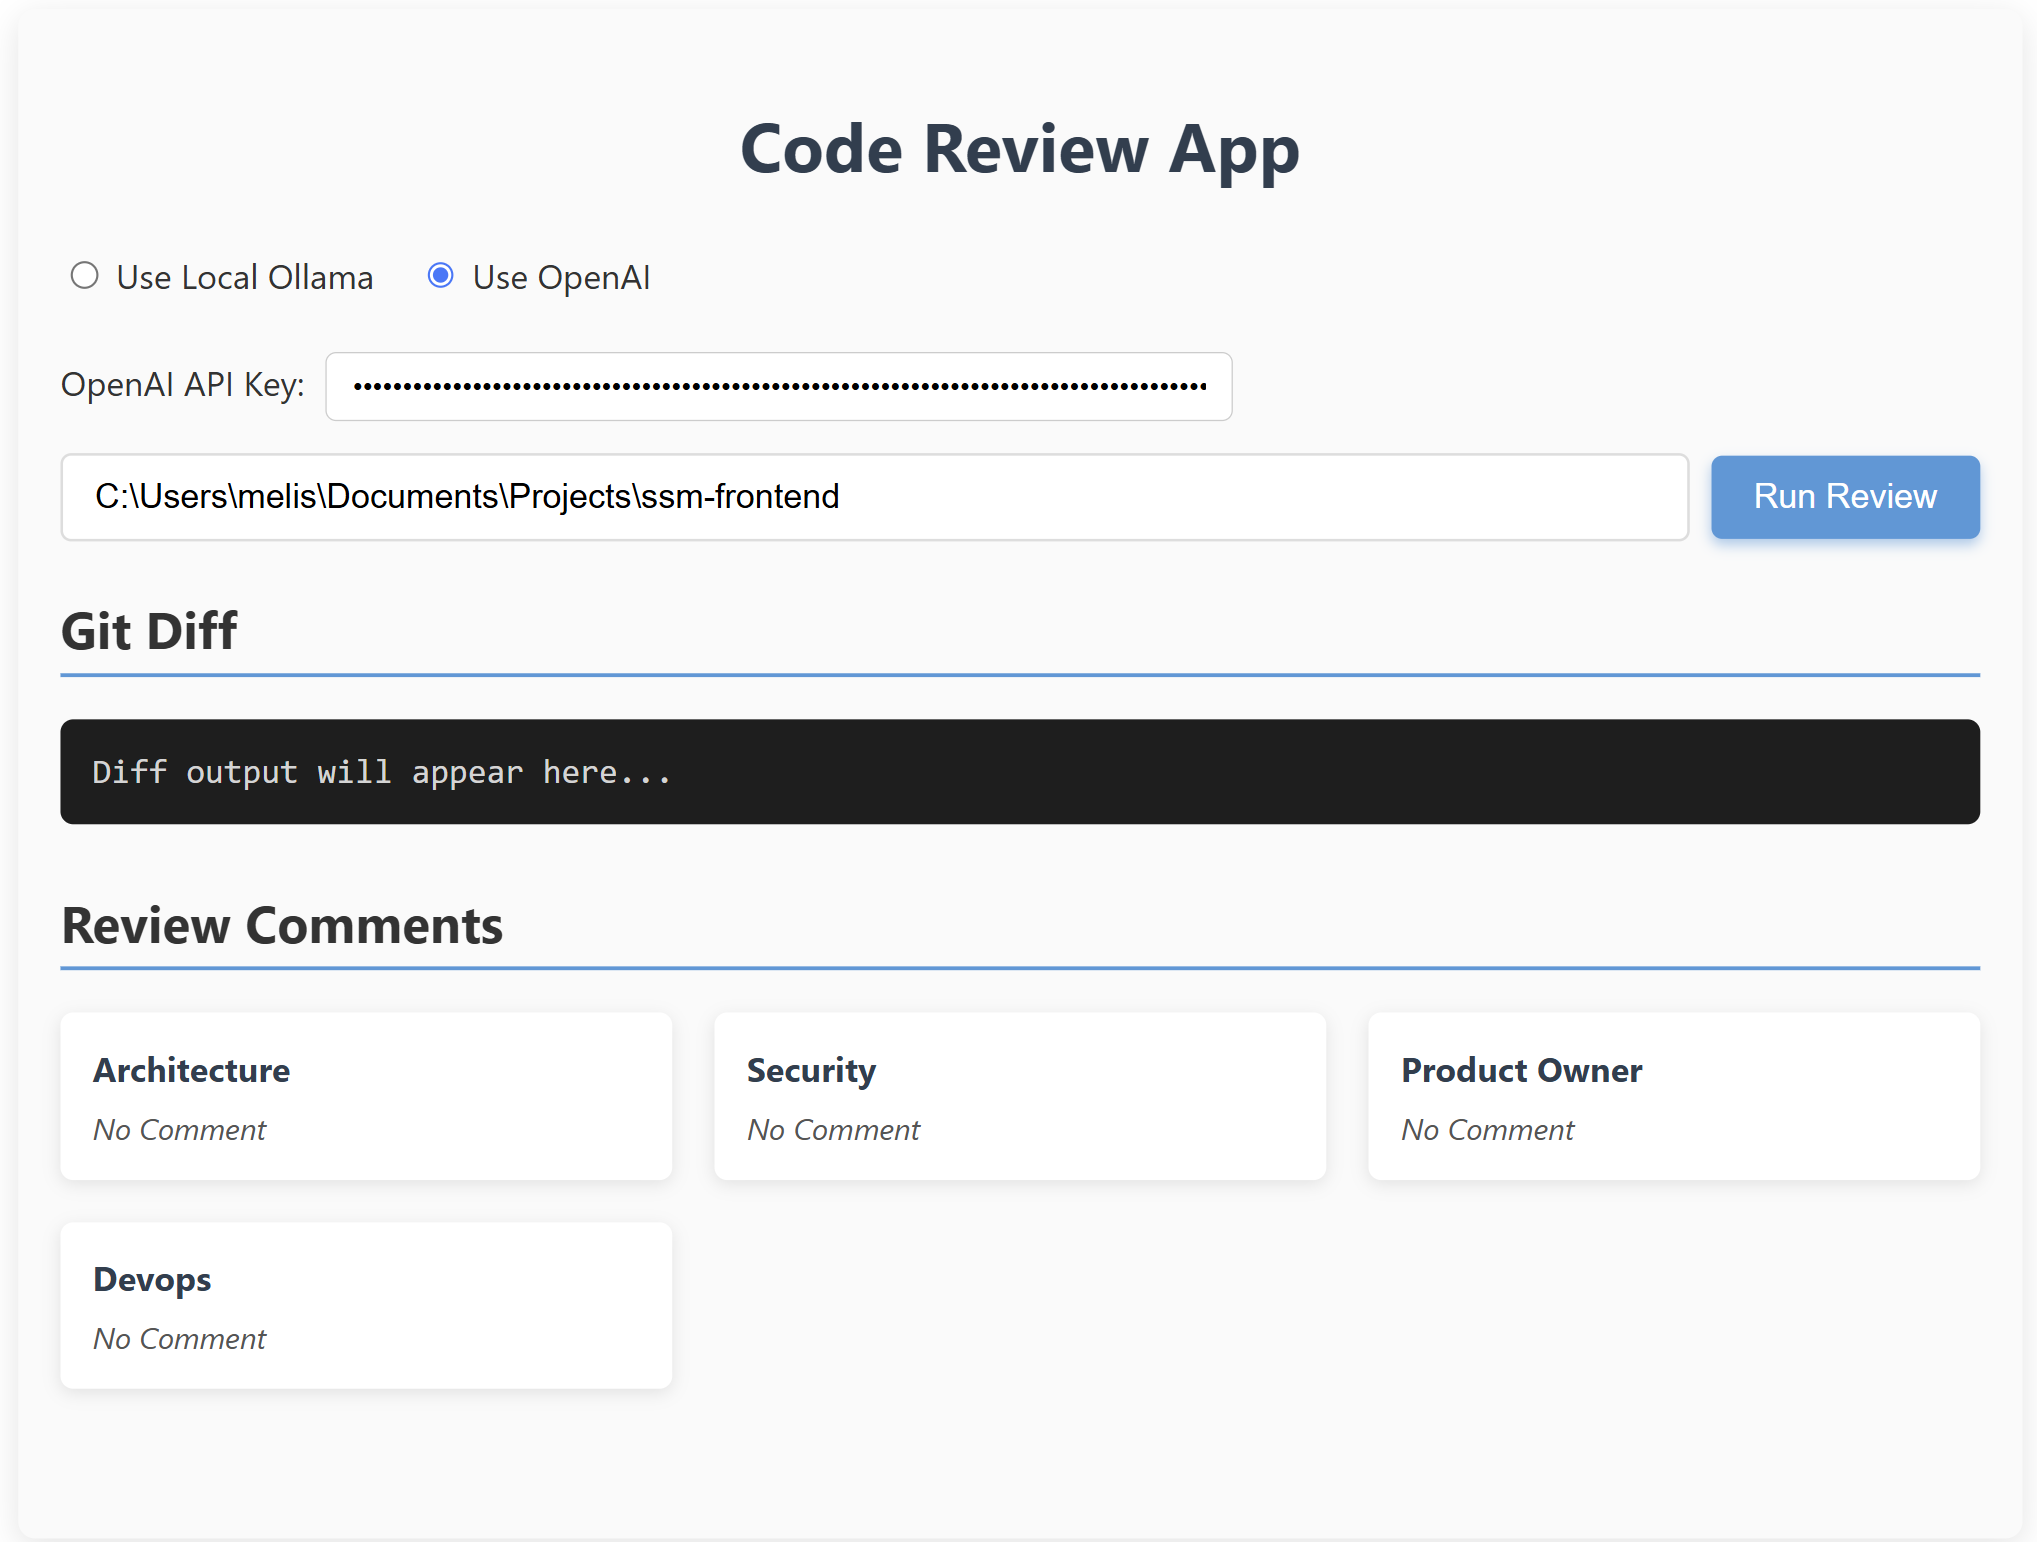 Code Review App
Use Local Ollama Use OpenAI
OpenAI API Key: ••••••••••••••••••••••••••••••••••••••••••••••••••••••••••••••••••••••••••••••••••••••
C:\Users\melis\Documents\Projects\ssm-frontend Run Review
Git Diff
Diff output will appear here...
Review Comments
Architecture
No Comment
Security
No Comment
Product Owner
No Comment
Devops
No Comment